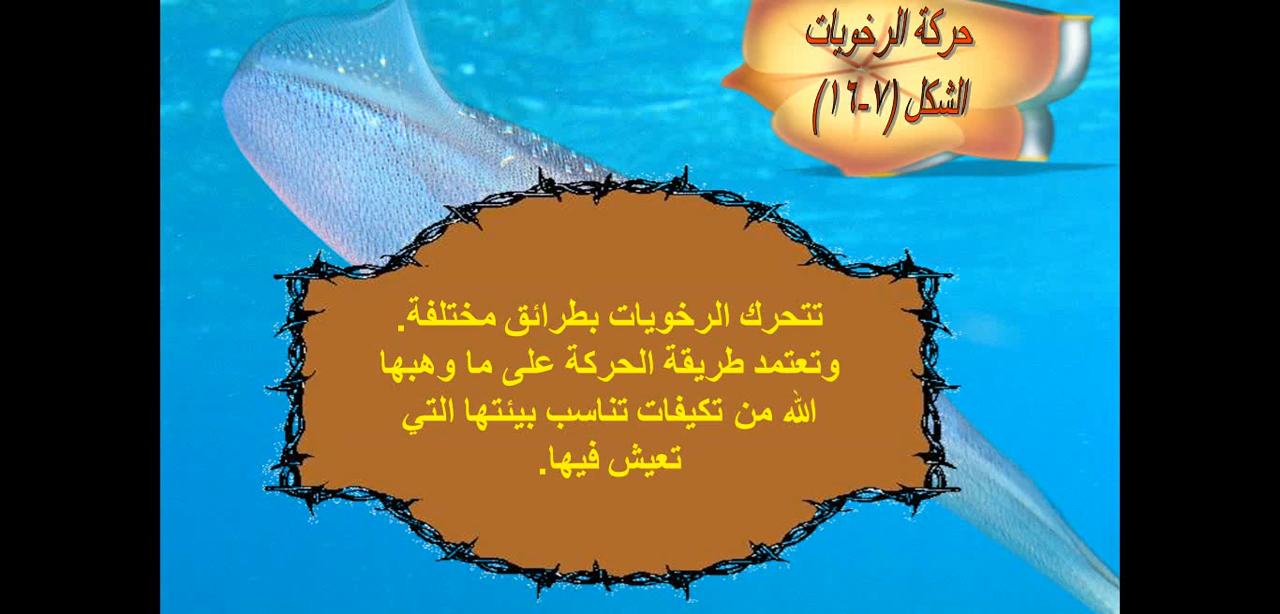 حركة الرخويات
الشكل (٧-١٦)
تتحرك الرخويات بطرائق مختلفة.
وتعتمد طريقة الحركة على ما وهبها
الله من تكيفات تناسب بيئتها التي
تعيش فيها.